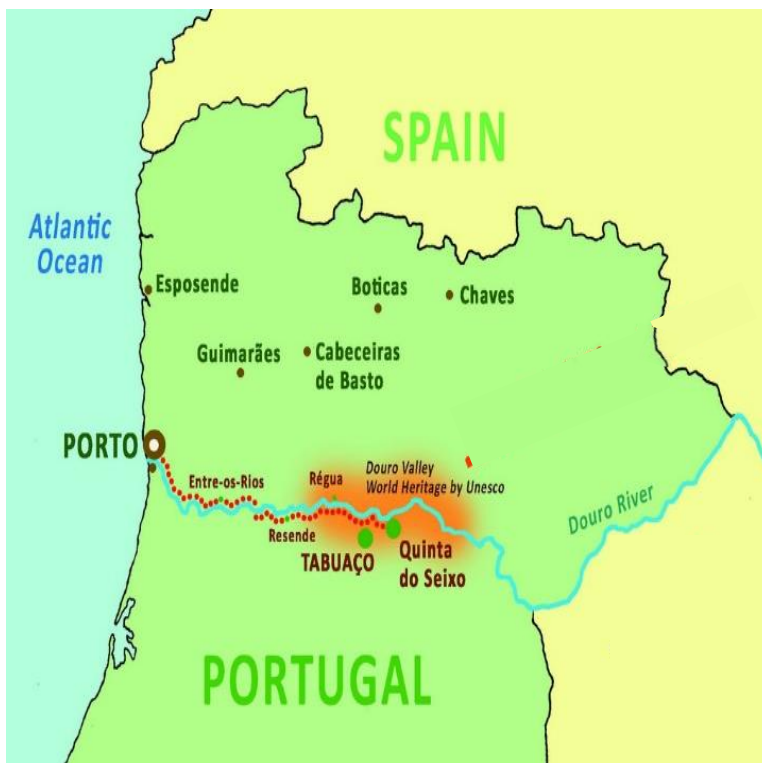 SPAIN
Atlantic
Ocean
Esposende
Boticas
Chaves
Guimarães
Cabeceiras
de Basto
PORTO
Entre-os-Rios
Régua
Douro Valley
World Heritage by Unesco
Douro River
Resende
TABUAÇO
Quinta
do Seixo
PORTUGAL